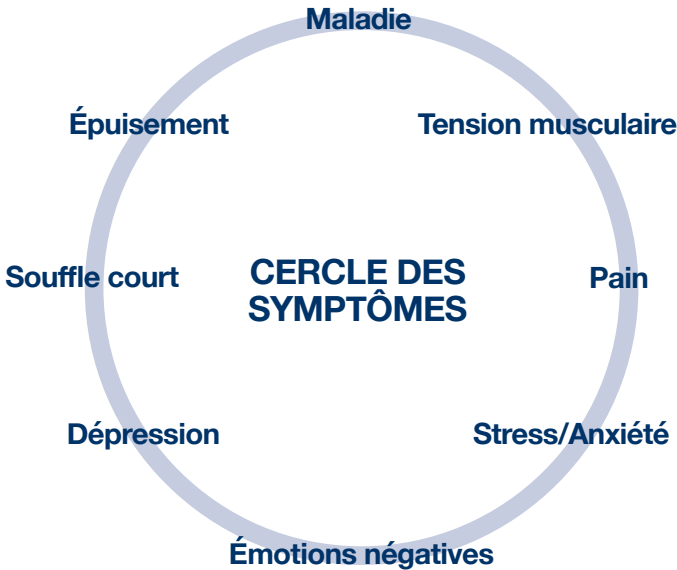 Maladie
Épuisement
Tension musculaire
Souffle court
CERCLE DES
SYMPTÔMES
Pain
Dépression
Stress/Anxiété
Émotions négatives